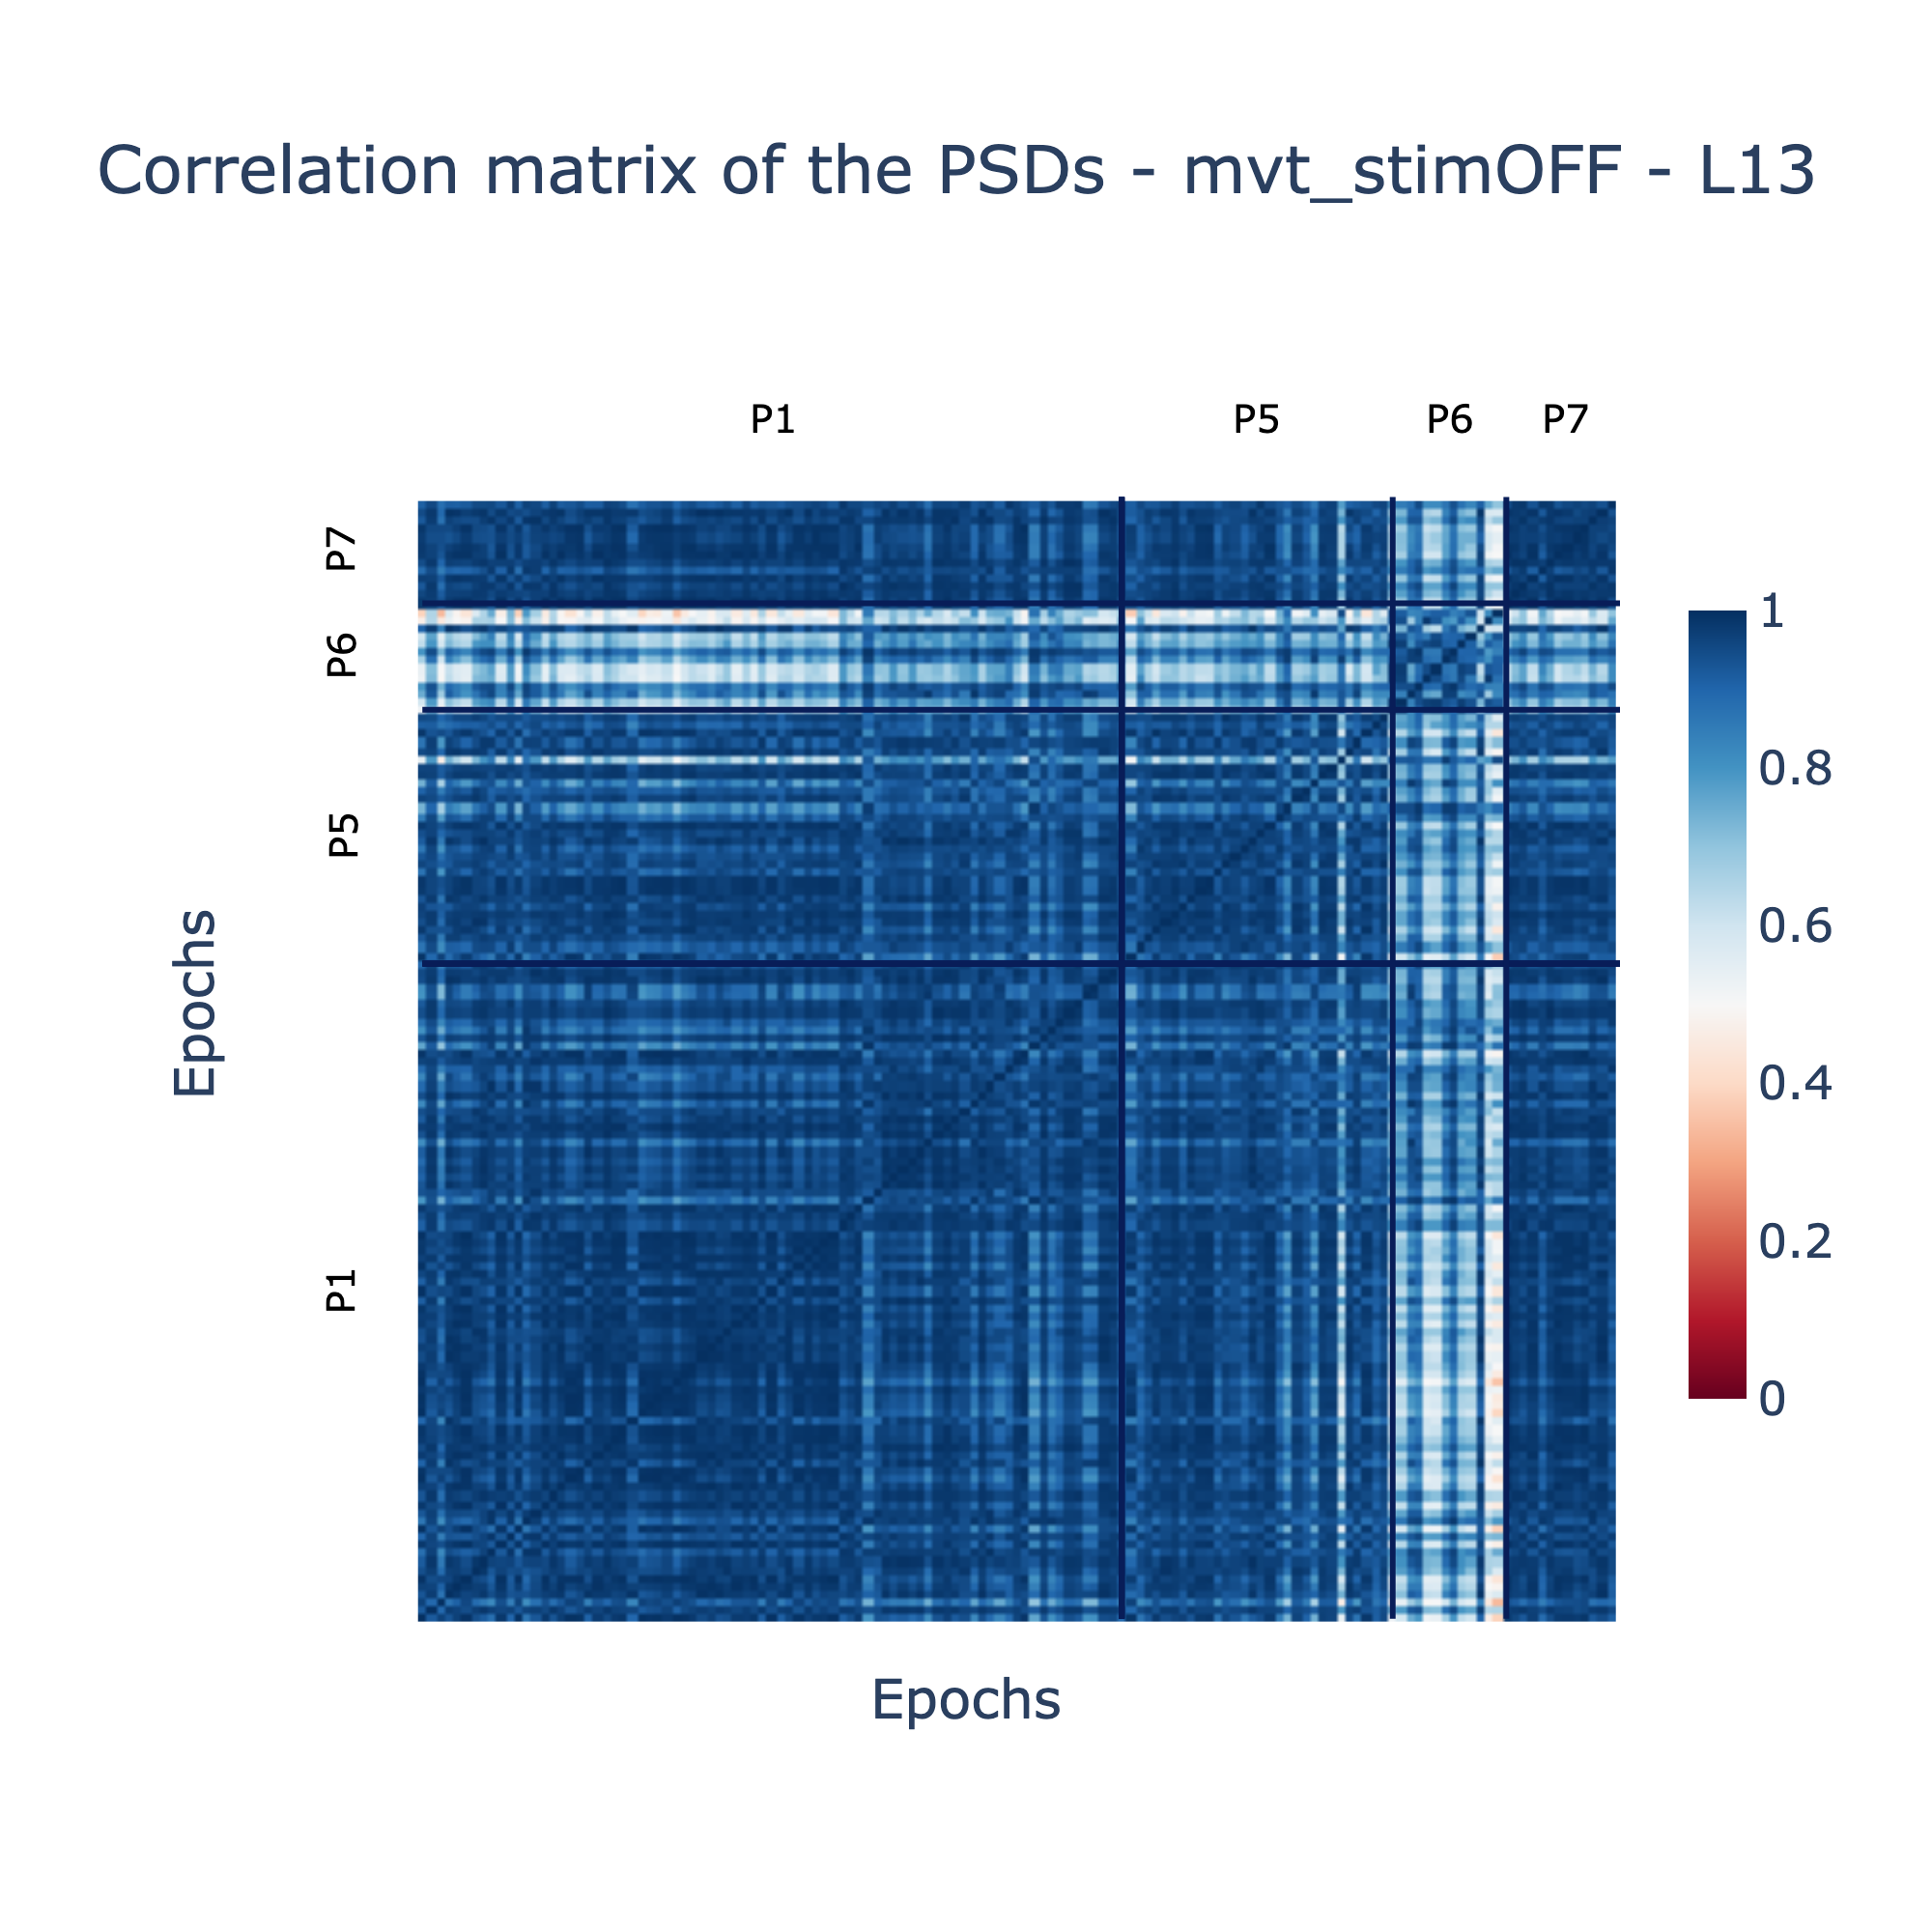 Correlation matrix of the PSDs - mvt_stimOFF - L13
P1 P5 P6 P7
P7
P6
P5
P1
Epochs
Epochs
1
0.8
0.6
0.4
0.2
0